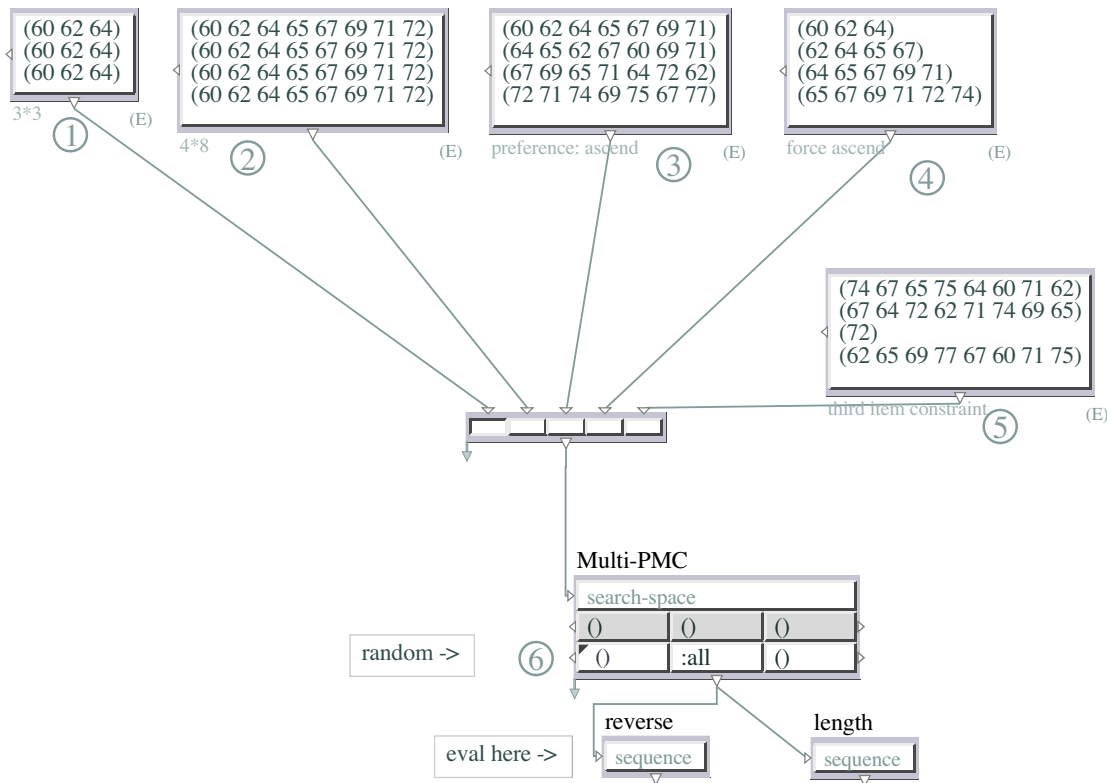 (60 62 64)
(60 62 64)
(60 62 64)
3*3
(E)
1
(60 62 64 65 67 69 71 72)
(60 62 64 65 67 69 71 72)
(60 62 64 65 67 69 71 72)
(60 62 64 65 67 69 71 72)
4*8
(E)
2
(60 62 64 65 67 69 71)
(64 65 62 67 60 69 71)
(67 69 65 71 64 72 62)
(72 71 74 69 75 67 77)
preference: ascend
(E)
3
(60 62 64)
(62 64 65 67)
(64 65 67 69 71)
(65 67 69 71 72 74)
force ascend
(E)
4
(74 67 65 75 64 60 71 62)
(67 64 72 62 71 74 69 65)
(72)
(62 65 69 77 67 60 71 75)
third item constraint
(E)
5
Multi-PMC
search-space
() () ()
random -> 6 () :all ()
reverse length
eval here -> sequence sequence